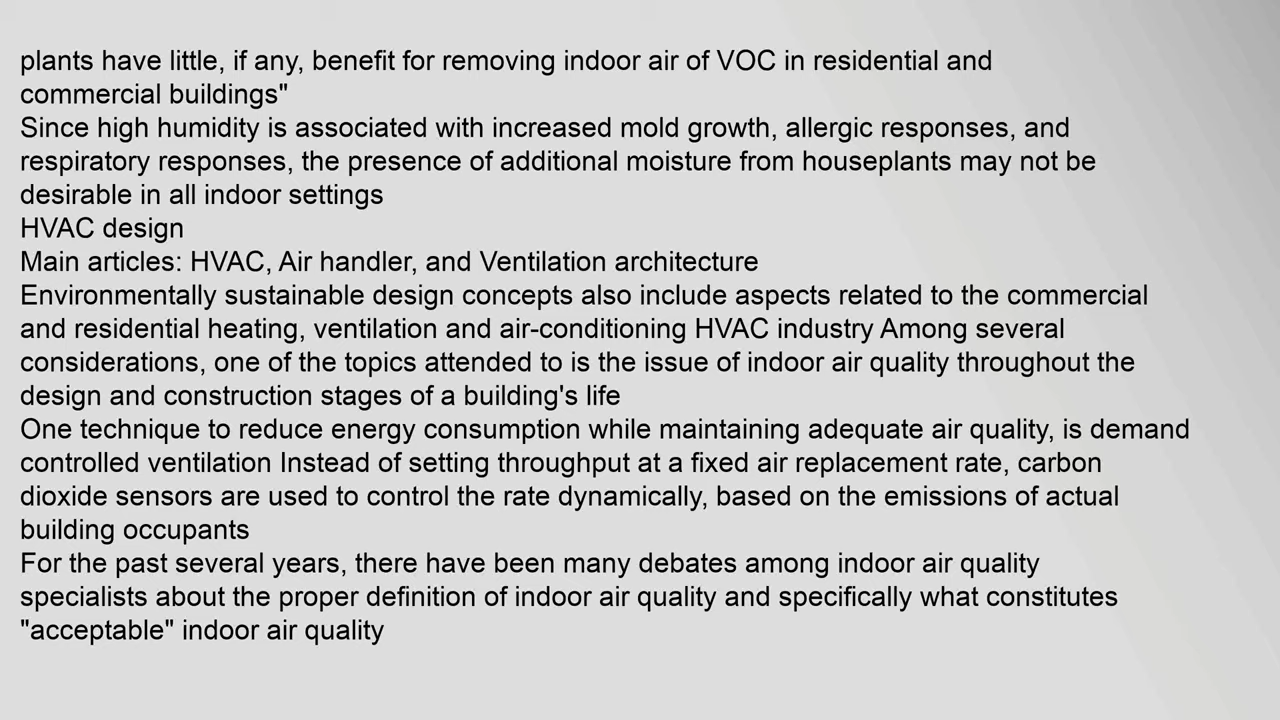 plants have little, if any, benefit for removing indoor air of VOC in residential and
commercial buildings"
Since high humidity is associated with increased mold growth, allergic responses, and
respiratory responses, the presence of additional moisture from houseplants may not be
desirable in all indoor settings
HVAC design
Main articles: HVAC, Air handler, and Ventilation architecture
Environmentally sustainable design concepts also include aspects related to the commercial
and residential heating, ventilation and air-conditioning HVAC industry Among several
considerations, one of the topics attended to is the issue of indoor air quality throughout the
design and construction stages of a building's life
One technique to reduce energy consumption while maintaining adequate air quality, is demand
controlled ventilation Instead of setting throughput at a fixed air replacement rate, carbon
dioxide sensors are used to control the rate dynamically, based on the emissions of actual
building occupants
For the past several years, there have been many debates among indoor air quality
specialists about the proper definition of indoor air quality and specifically what constitutes
"acceptable" indoor air quality